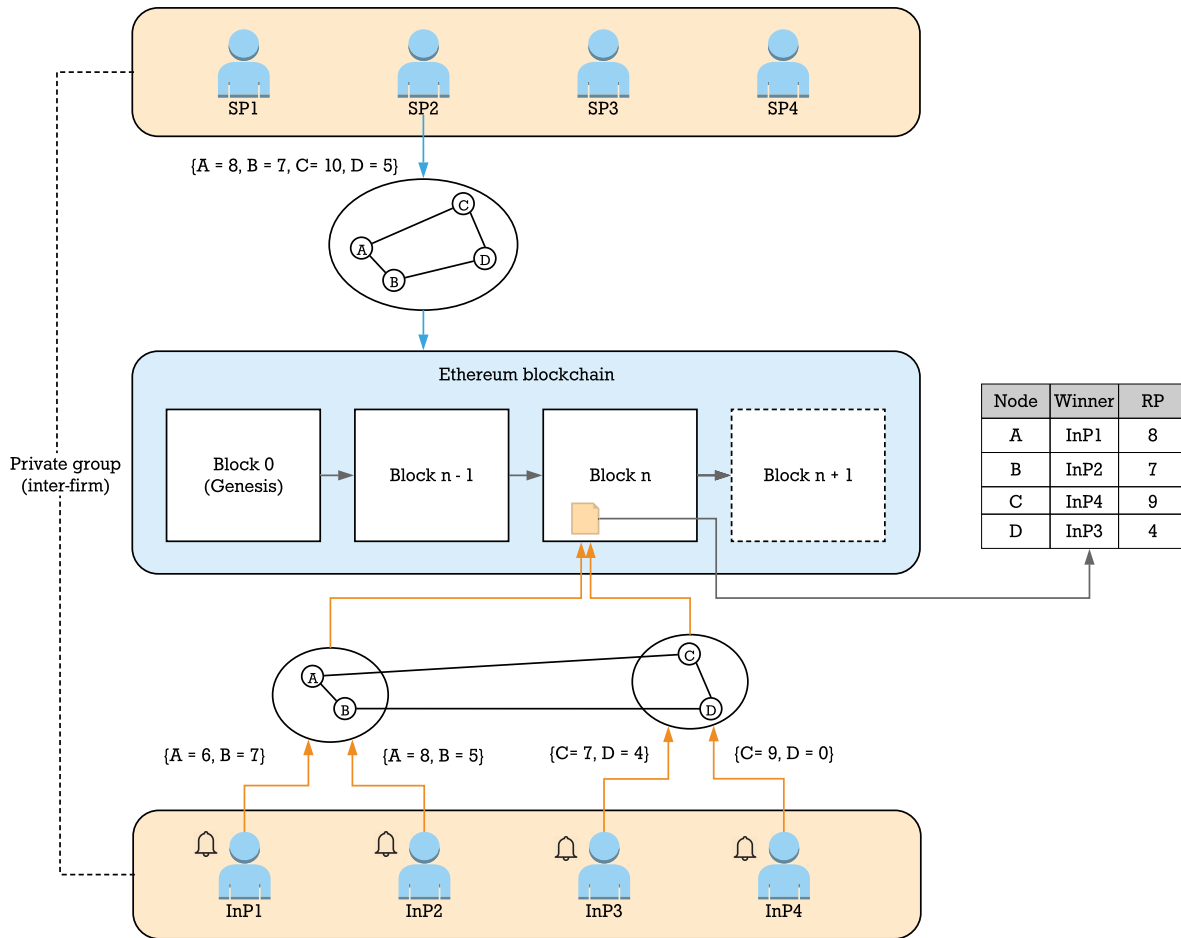 SP1
SP2
SP3
SP4
{A = 8, B = 7, C= 10, D = 5}
C
A
D
B
Ethereum blockchain
Block 0
(Genesis)
Block n - 1
Block n
Block n + 1
Node Winner RP
A InP1 8
B InP2 7
C InP4 9
D InP3 4
Private group
(inter-firm)
A
B
C
D
{A = 6, B = 7}
{A = 8, B = 5}
{C= 7, D = 4}
{C= 9, D = 0}
InP1
InP2
InP3
InP4